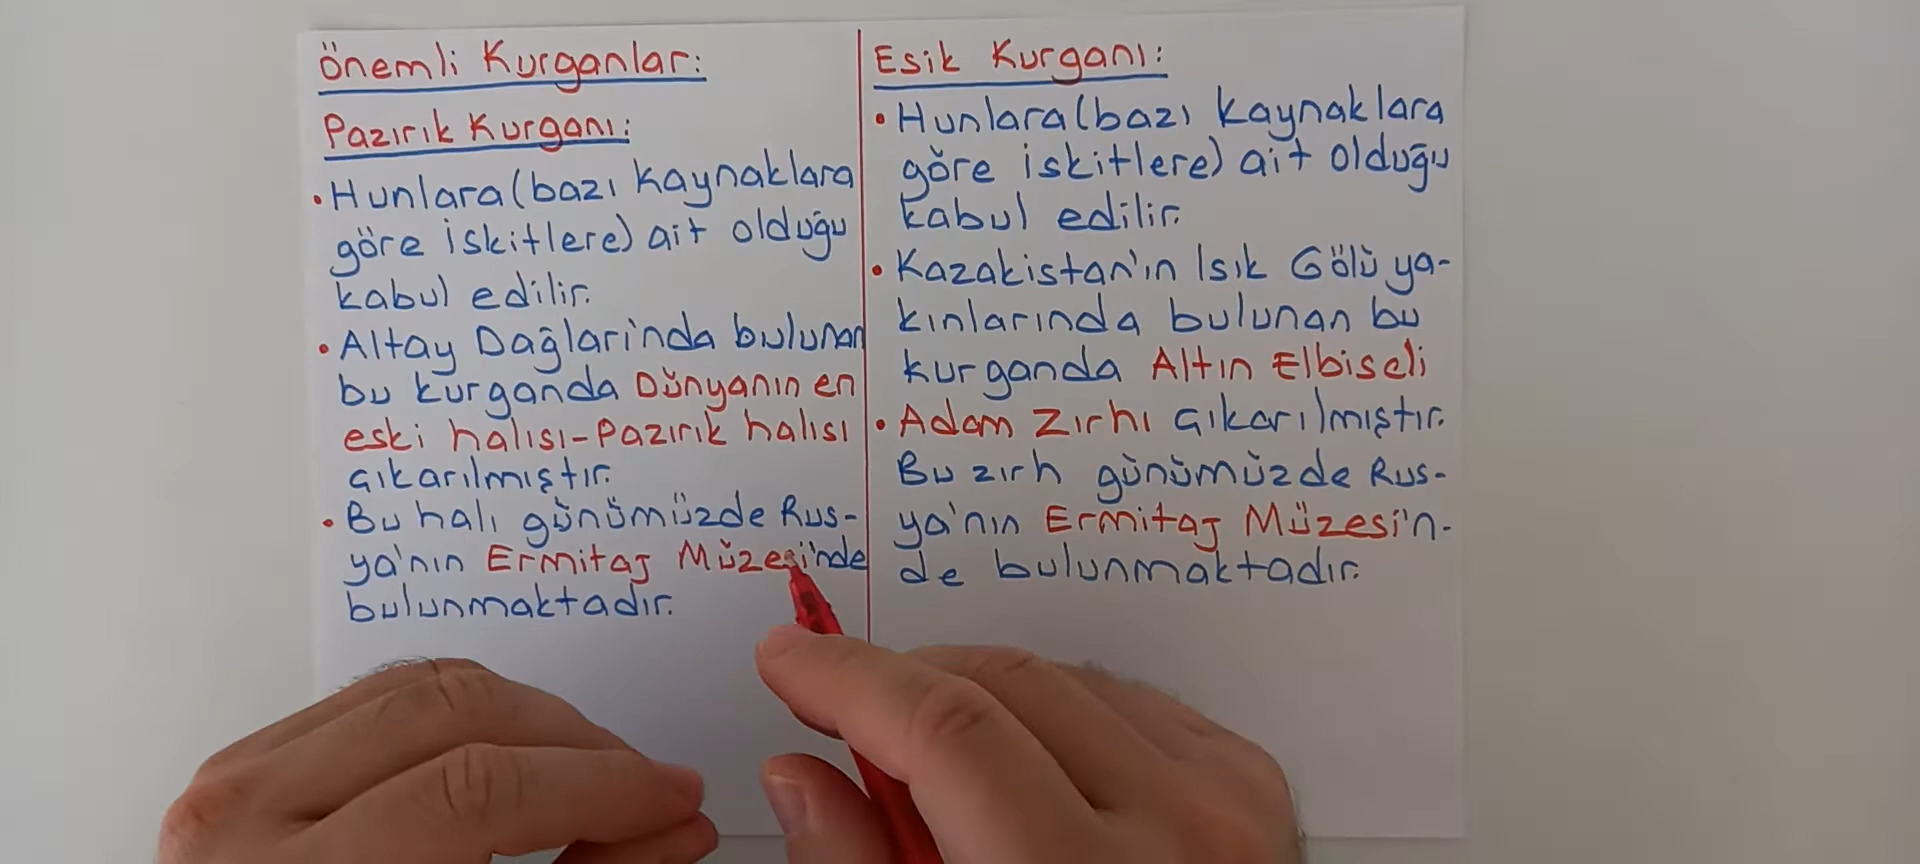 Önemli Kurganlar:
Pazırık Kurganı:
• Hunlara (bazı kaynaklara
göre İskitlere) ait olduğu
kabul edilir.
• Altay Dağları'nda bulunan
bu kurganda Dünyanın en
eski halısı-Pazırık halısı
çıkarılmıştır.
• Bu halı günümüzde Rus-
ya'nın Ermitaj Müzesi'nde
bulunmaktadır.
Esik Kurganı:
• Hunlara (bazı kaynaklara
göre İskitlere) ait olduğu
kabul edilir.
• Kazakistan'ın Isık Gölü ya-
kınlarında bulunan bu
kurganda Altın Elbiseli
• Adam Zırhı çıkarılmıştır.
Bu zırh günümüzde Rus-
ya'nın Ermitaj Müzesi'n-
de bulunmaktadır.